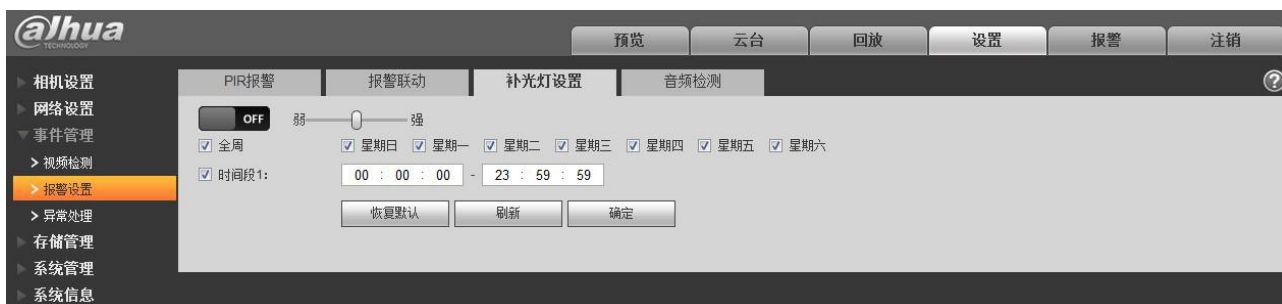 alhua
TECHNOLOGY
预览 云台 回放 设置 报警 注销
相机设置
网络设置
事件管理
> 视频检测
> 报警设置
> 异常处理
存储管理
系统管理
系统信息
PIR报警 报警联动 补光灯设置 音频检测
?
OFF 弱 强
全周 星期日 星期一 星期二 星期三 星期四 星期五 星期六
时间段1: 00 : 00 : 00 - 23 : 59 : 59
恢复默认 刷新 确定